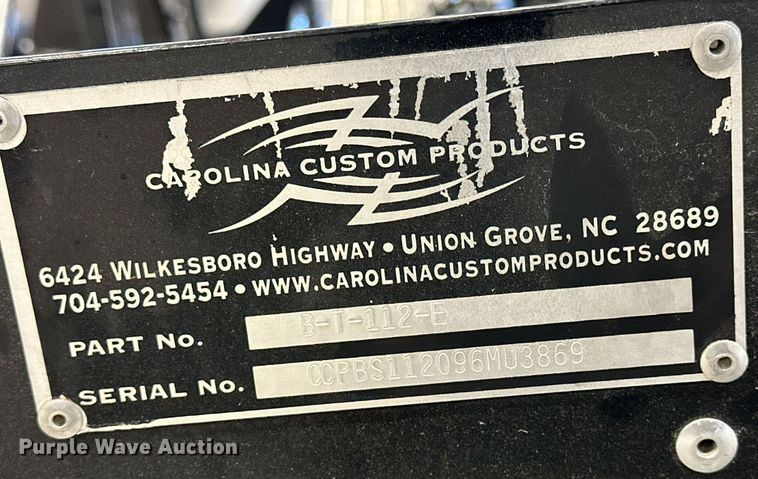 CAROLINA CUSTOM PRODUCTS
6424 WILKESBORO HIGHWAY • UNION GROVE, NC 28689
704-592-5454 • WWW.CAROLINACUSTOMPRODUCTS.COM
PART NO. B-T-112-E
SERIAL NO. CCPBS112096MU3869
Purple Wave Auction